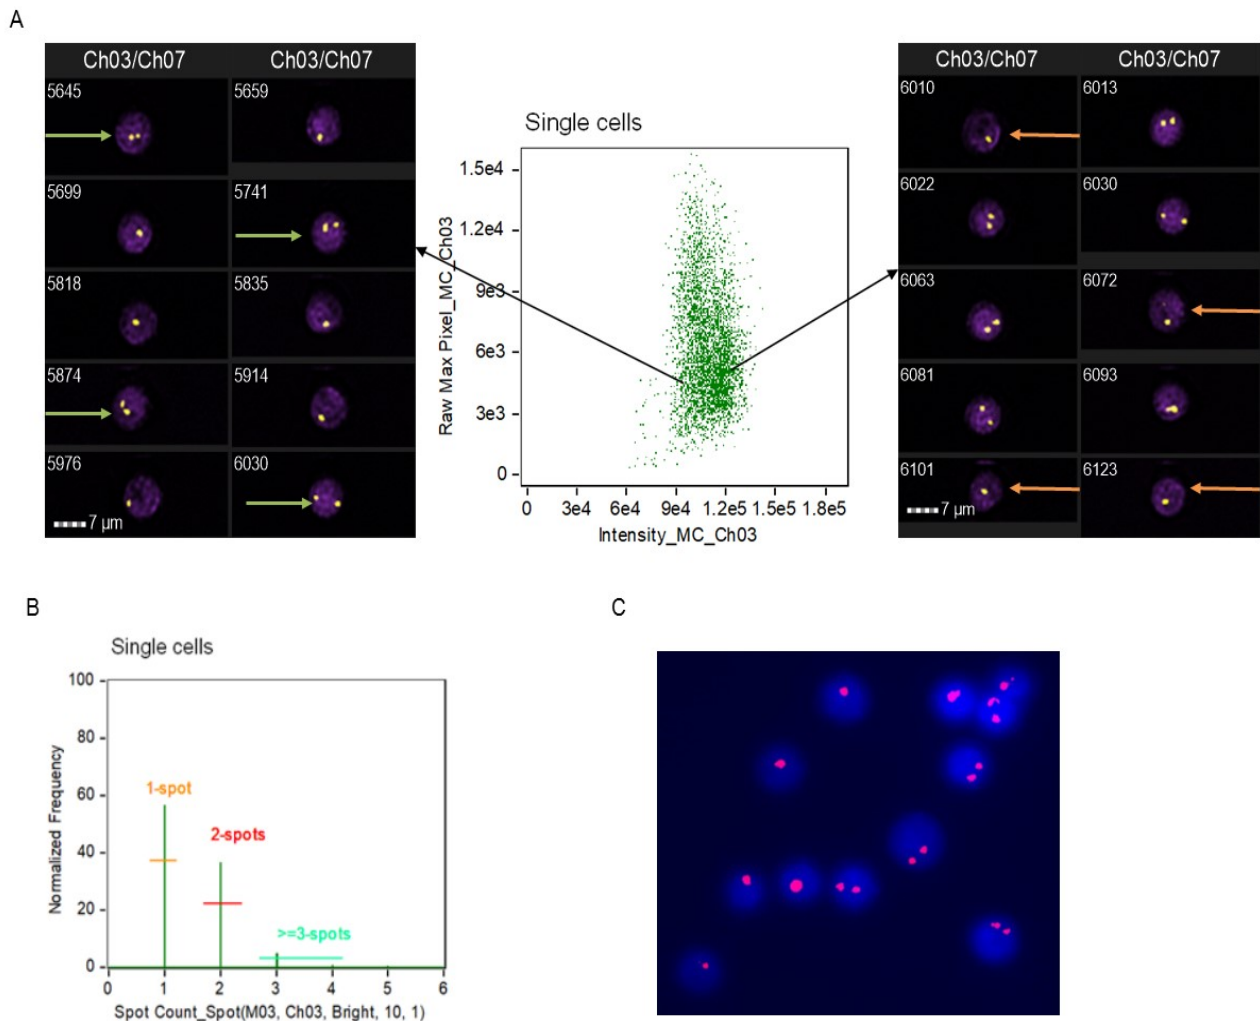 A
Ch03/Ch07 Ch03/Ch07
5645 5659
5699 5741
5818 5835
5874 5914
5976 6030
7 µm
Single cells
Raw Max Pixel_MC_Ch03
1.5e4
1.2e4
9e3
6e3
3e3
0
0 3e4 6e4 9e4 1.2e5 1.5e5 1.8e5
Intensity_MC_Ch03
Ch03/Ch07 Ch03/Ch07
6010 6013
6022 6030
6063 6072
6081 6093
6101 6123
7 µm
B
Single cells
Normalized Frequency
100
80
60
40
20
0
1-spot
2-spots
>=3-spots
0 1 2 3 4 5 6
Spot Count_Spot(M03, Ch03, Bright, 10, 1)
C